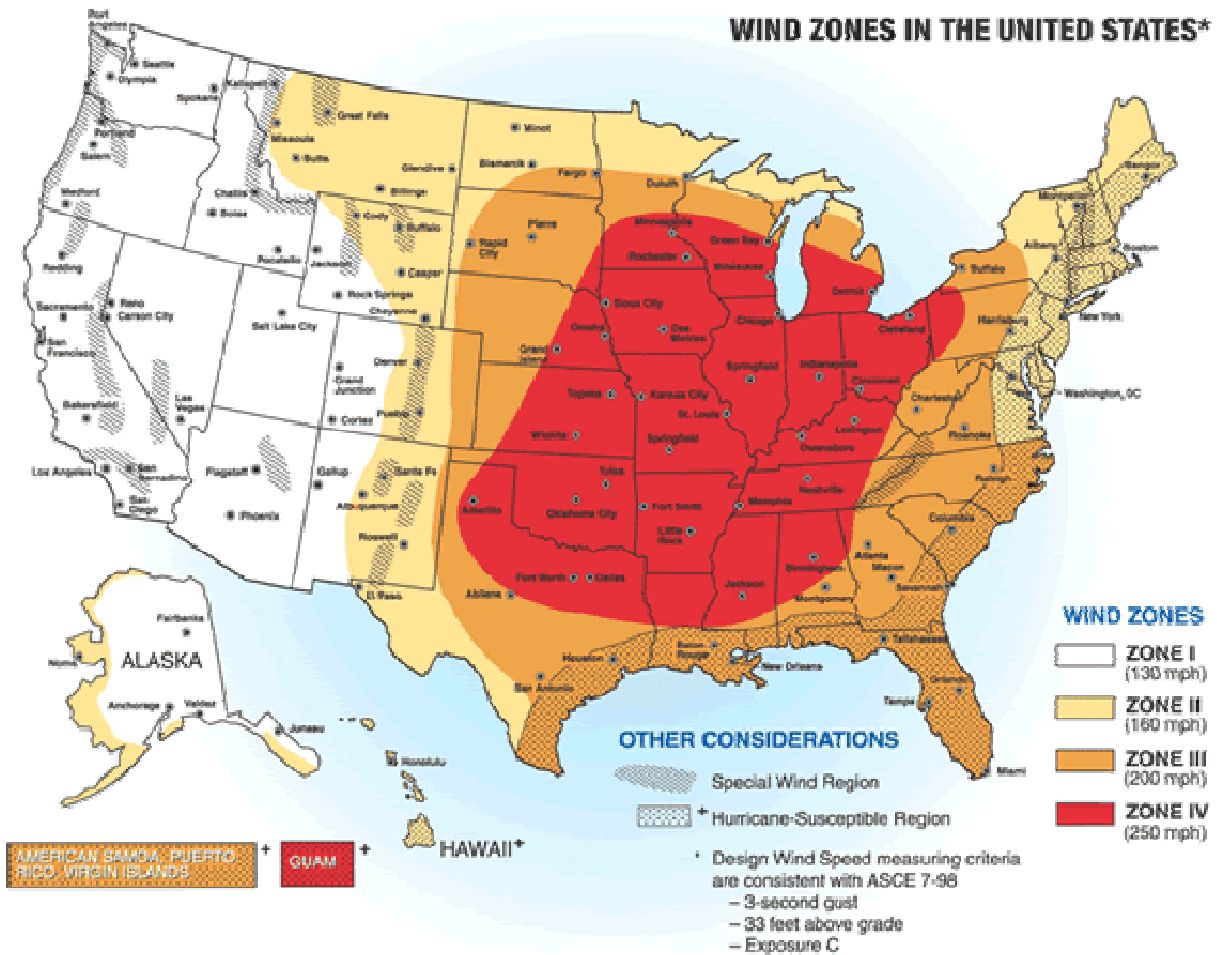 WIND ZONES IN THE UNITED STATES*
Port
Angeles
Seattle
Olympia
Spokane
Kalispell
Great Falls
Missoula
Butte
Glendive
Billings
Portland
Salem
Medford
Challis
Boise
Pocatello
Jackson
Cody
Buffalo
Casper
Rock Springs
Cheyenne
Minot
Bismarck
Fargo
Duluth
Pierre
Rapid
City
Minneapolis
Rochester
Green Bay
Milwaukee
Detroit
Chicago
Cleveland
Buffalo
Albany
Montpelier
Bangor
Boston
New York
Harrisburg
Washington, DC
Redding
Sacramento
San
Francisco
Reno
Carson City
Salt Lake City
Grand
Junction
Cortez
Denver
Pueblo
Bakersfield
Las
Vegas
Los Angeles
San
Bernadino
San
Diego
Flagstaff
Phoenix
Gallup
Santa Fe
Albuquerque
Roswell
El Paso
Sioux City
Omaha
Des
Moines
Grand
Island
Topeka
Kansas City
St. Louis
Springfield
Springfield
Indianapolis
Cincinnati
Lexington
Owensboro
Charleston
Roanoke
Raleigh
Columbia
Wichita
Tulsa
Amarillo
Oklahoma City
Fort Smith
Little
Rock
Memphis
Nashville
Birmingham
Atlanta
Macon
Savannah
Montgomery
Jackson
Fort Worth
Dallas
Abilene
Houston
San Antonio
Baton
Rouge
New Orleans
Tallahassee
Orlando
Tampa
Miami
ALASKA
Fairbanks
Nome
Anchorage
Valdez
Juneau
Honolulu
HAWAII+
AMERICAN SAMOA, PUERTO
RICO, VIRGIN ISLANDS
+
GUAM
+
WIND ZONES
ZONE I
(130 mph)
ZONE II
(160 mph)
ZONE III
(200 mph)
ZONE IV
(250 mph)
OTHER CONSIDERATIONS
Special Wind Region
+ Hurricane-Susceptible Region
* Design Wind Speed measuring criteria
are consistent with ASCE 7-98
– 3-second gust
– 33 feet above grade
– Exposure C